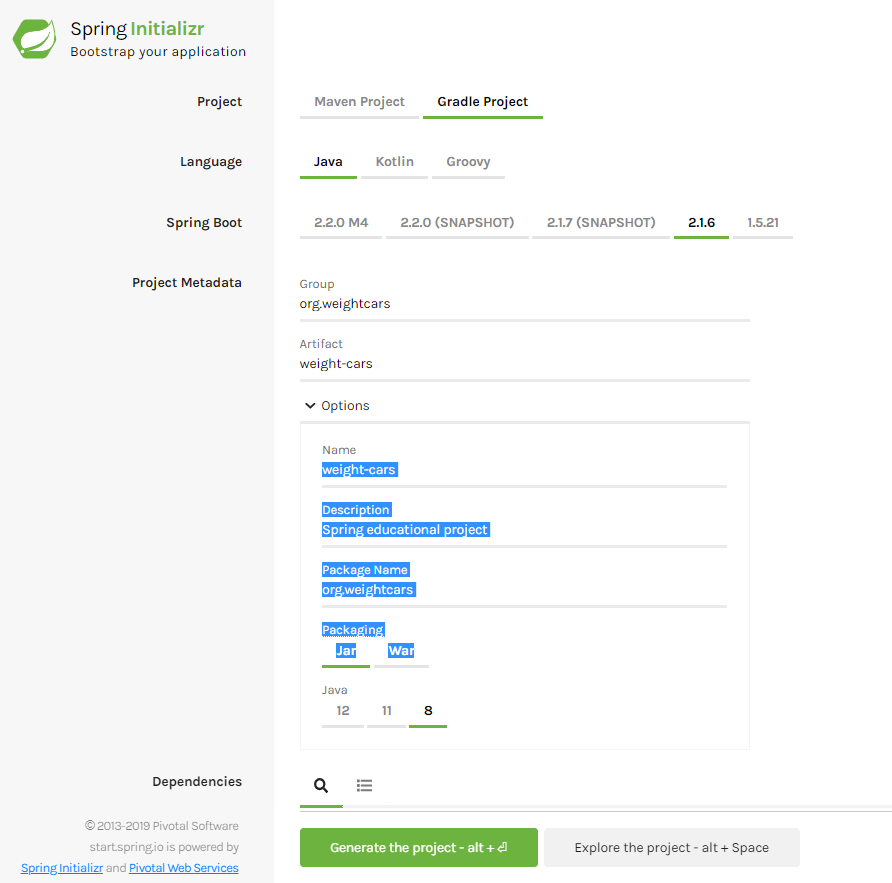 Spring Initializr
Bootstrap your application
Project
Maven Project Gradle Project
Language
Java Kotlin Groovy
Spring Boot
2.2.0 M4 2.2.0 (SNAPSHOT) 2.1.7 (SNAPSHOT) 2.1.6 1.5.21
Project Metadata
Group
org.weightcars
Artifact
weight-cars
Options
Name
weight-cars
Description
Spring educational project
Package Name
org.weightcars
Packaging
Jar War
Java
12 11 8
Dependencies
© 2013-2019 Pivotal Software
start.spring.io is powered by
Spring Initializr and Pivotal Web Services
Generate the project - alt + ⏎
Explore the project - alt + Space